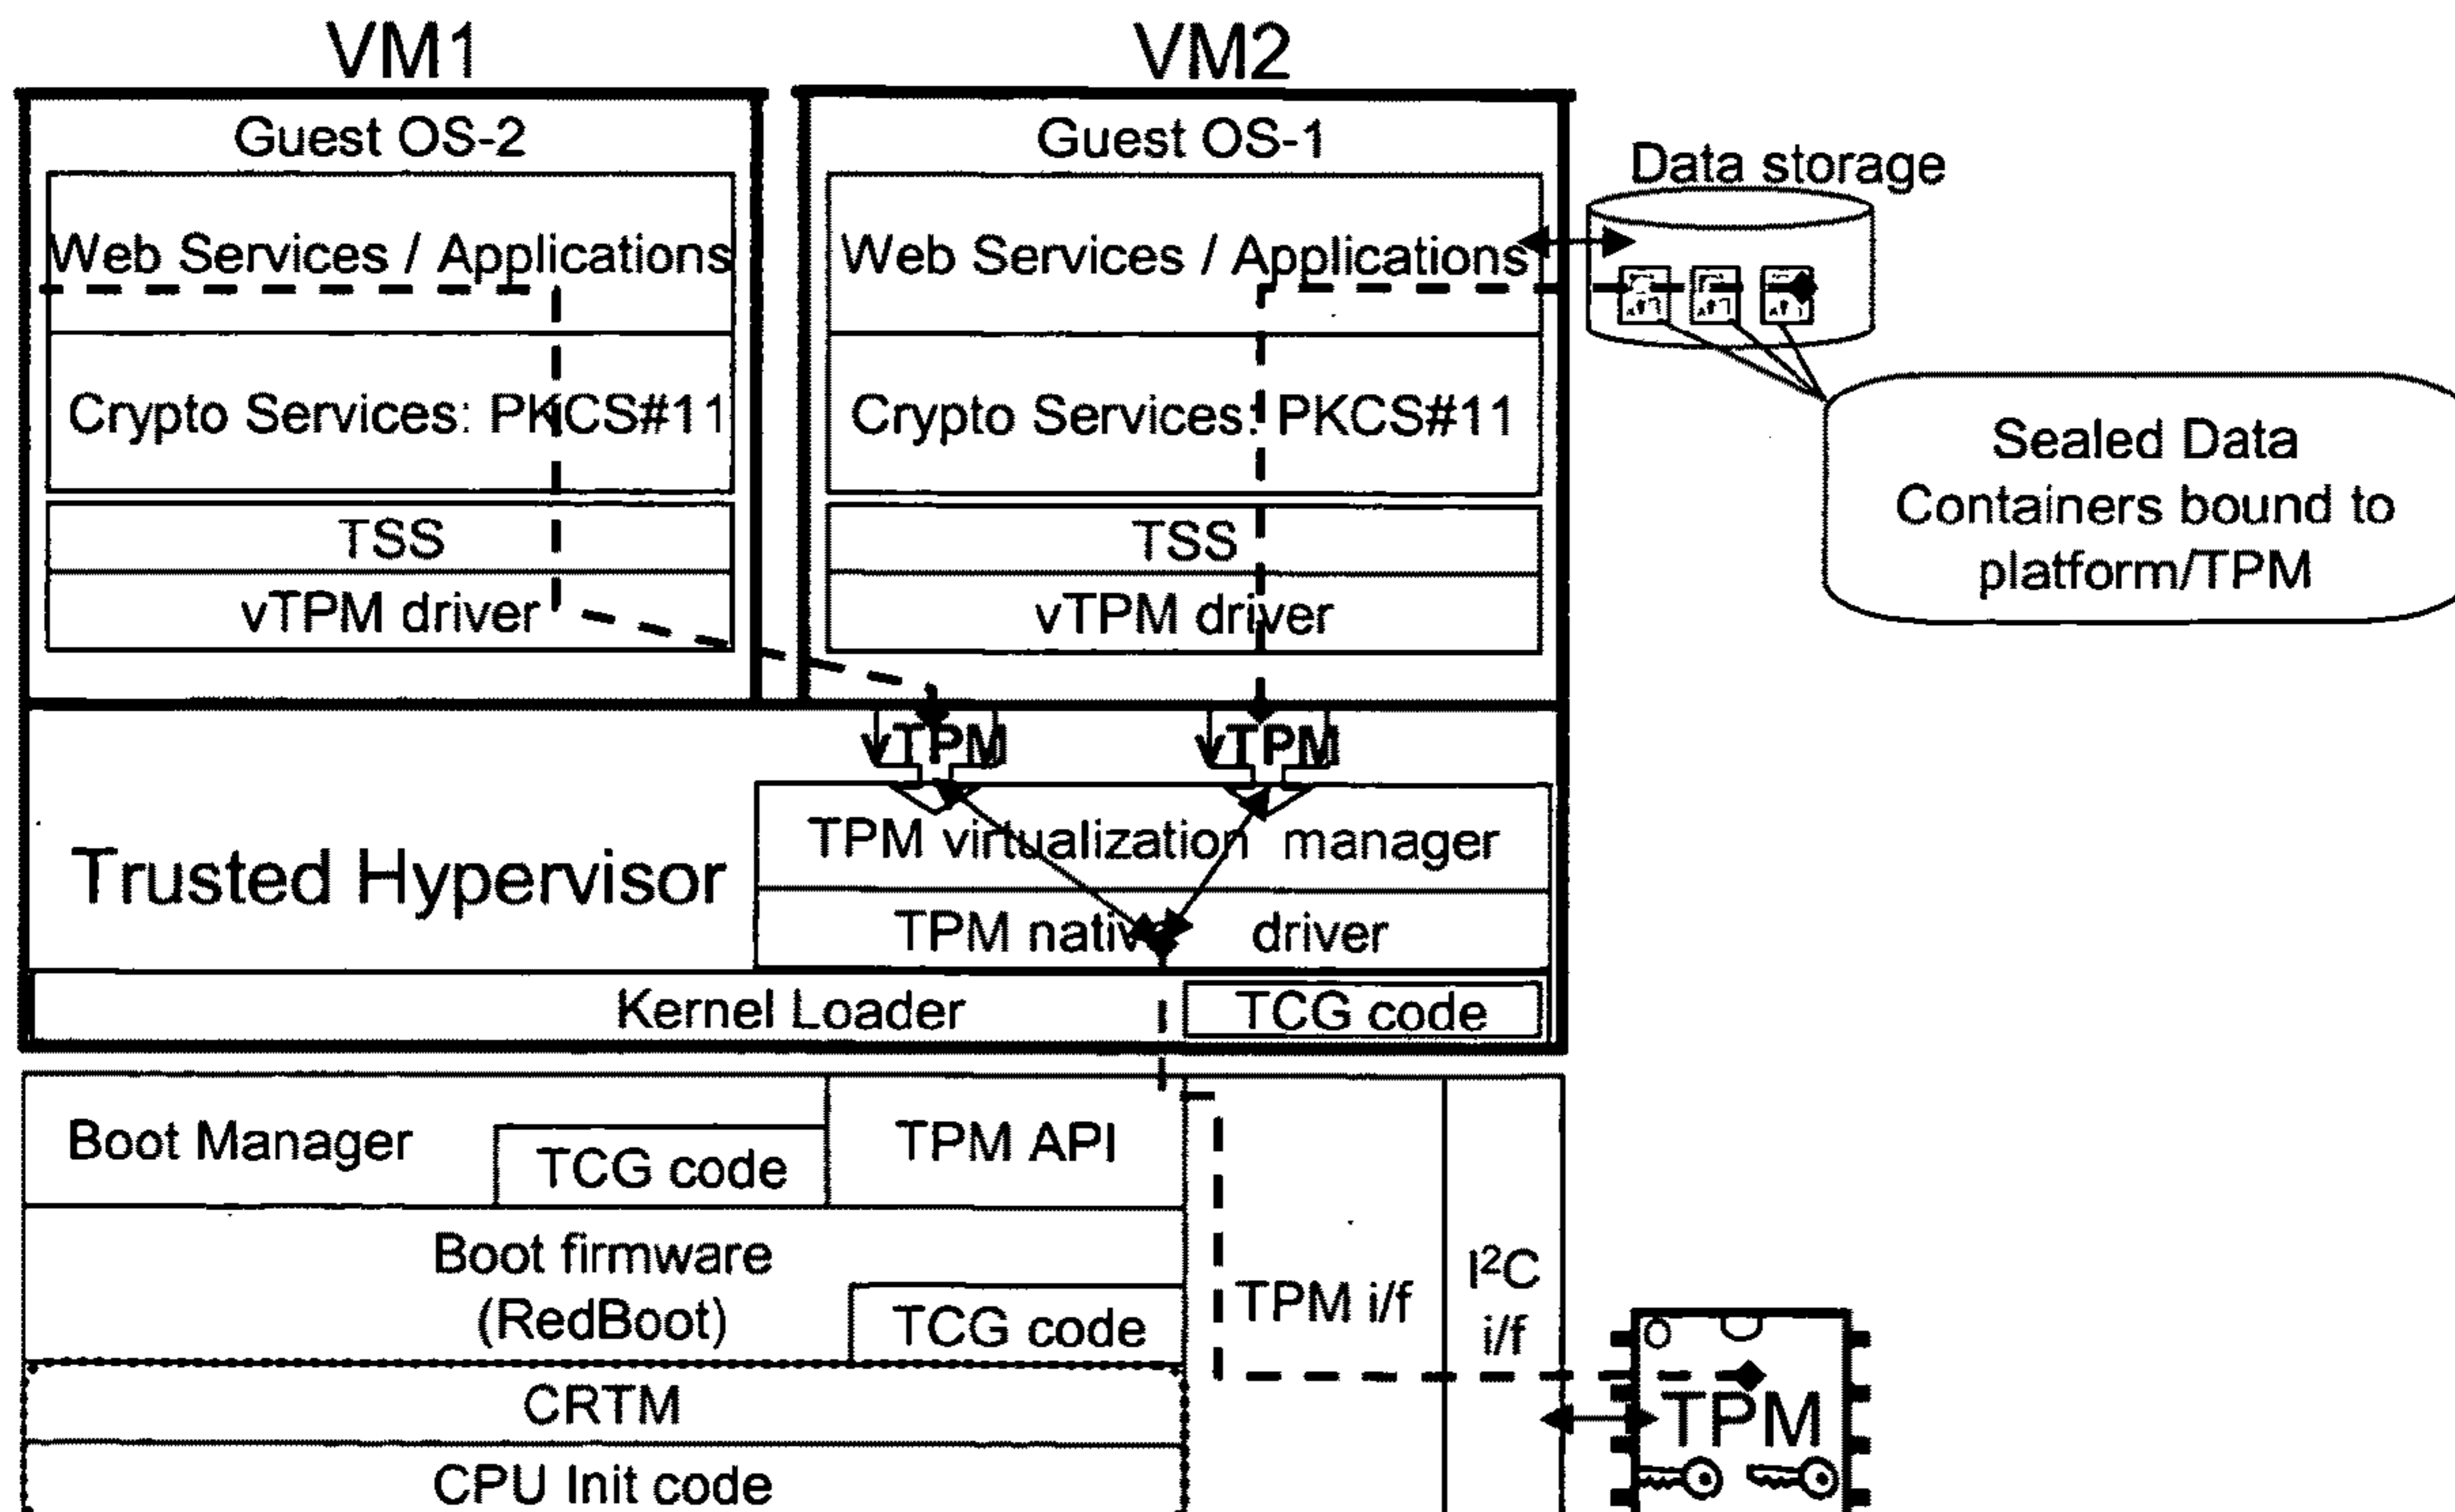 VM1
VM2
Guest OS-2
Guest OS-1
Data storage
Web Services / Applications
Web Services / Applications
Crypto Services: PKCS#11
Crypto Services: PKCS#11
Sealed Data
Containers bound to
platform/TPM
TSS
TSS
vTPM driver
vTPM driver
vTPM
vTPM
TPM virtualization manager
Trusted Hypervisor
TPM native driver
Kernel Loader
TCG code
Boot Manager
TCG code
TPM API
Boot firmware
(RedBoot)
TCG code
TPM i/f
I²C
i/f
CRTM
TPM
CPU Init code